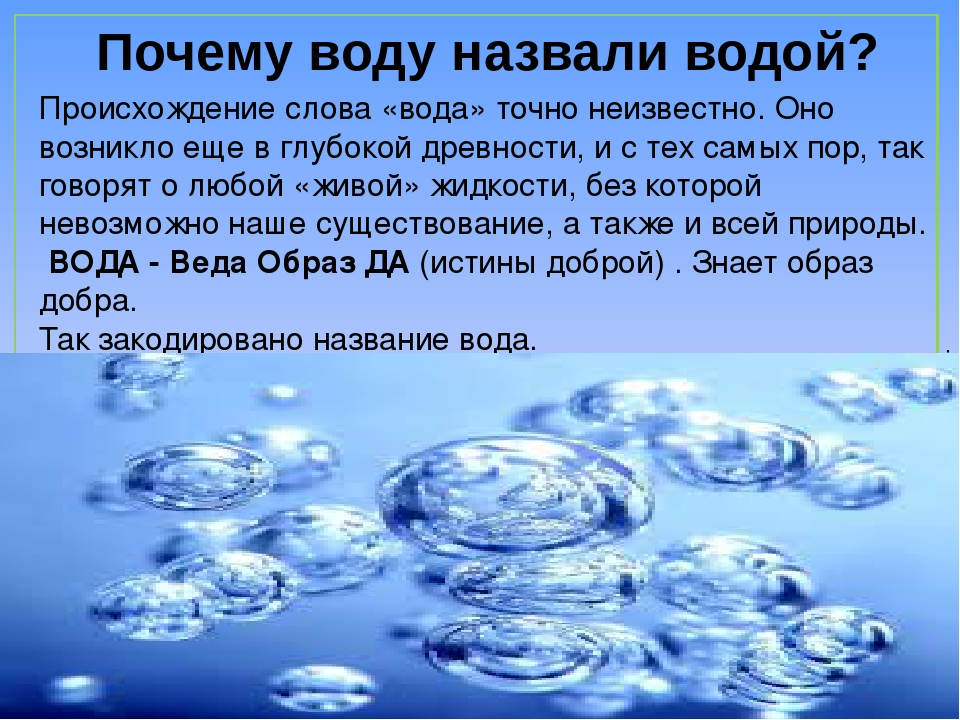 Почему воду назвали водой?
Происхождение слова «вода» точно неизвестно. Оно
возникло еще в глубокой древности, и с тех самых пор, так
говорят о любой «живой» жидкости, без которой
невозможно наше существование, а также и всей природы.
ВОДА - Веда Образ ДА (истины доброй) . Знает образ
добра.
Так закодировано название вода.
.